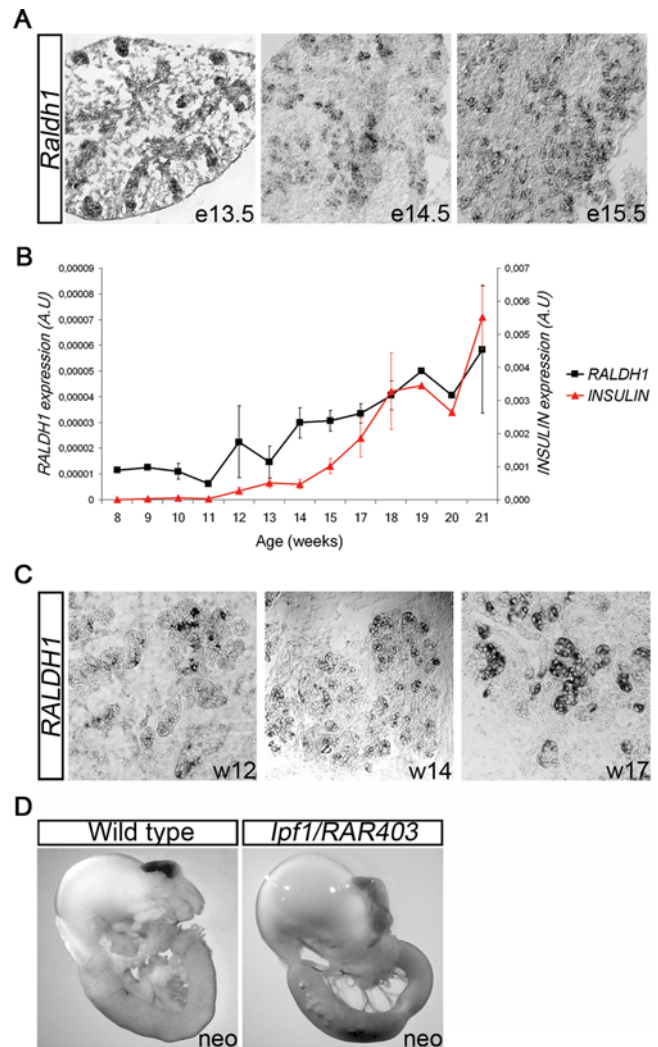 A
Raldh1
e13.5
e14.5
e15.5
B
RALDH1 expression (A.U)
0,00009
0,00008
0,00007
0,00006
0,00005
0,00004
0,00003
0,00002
0,00001
0
0,007
0,006
0,005
0,004
0,003
0,002
0,001
0,000
INSULIN expression (A.U)
8 9 10 11 12 13 14 15 17 18 19 20 21
Age (weeks)
RALDH1
INSULIN
C
RALDH1
w12
w14
w17
D
Wild type
Ipf1/RAR403
neo
neo